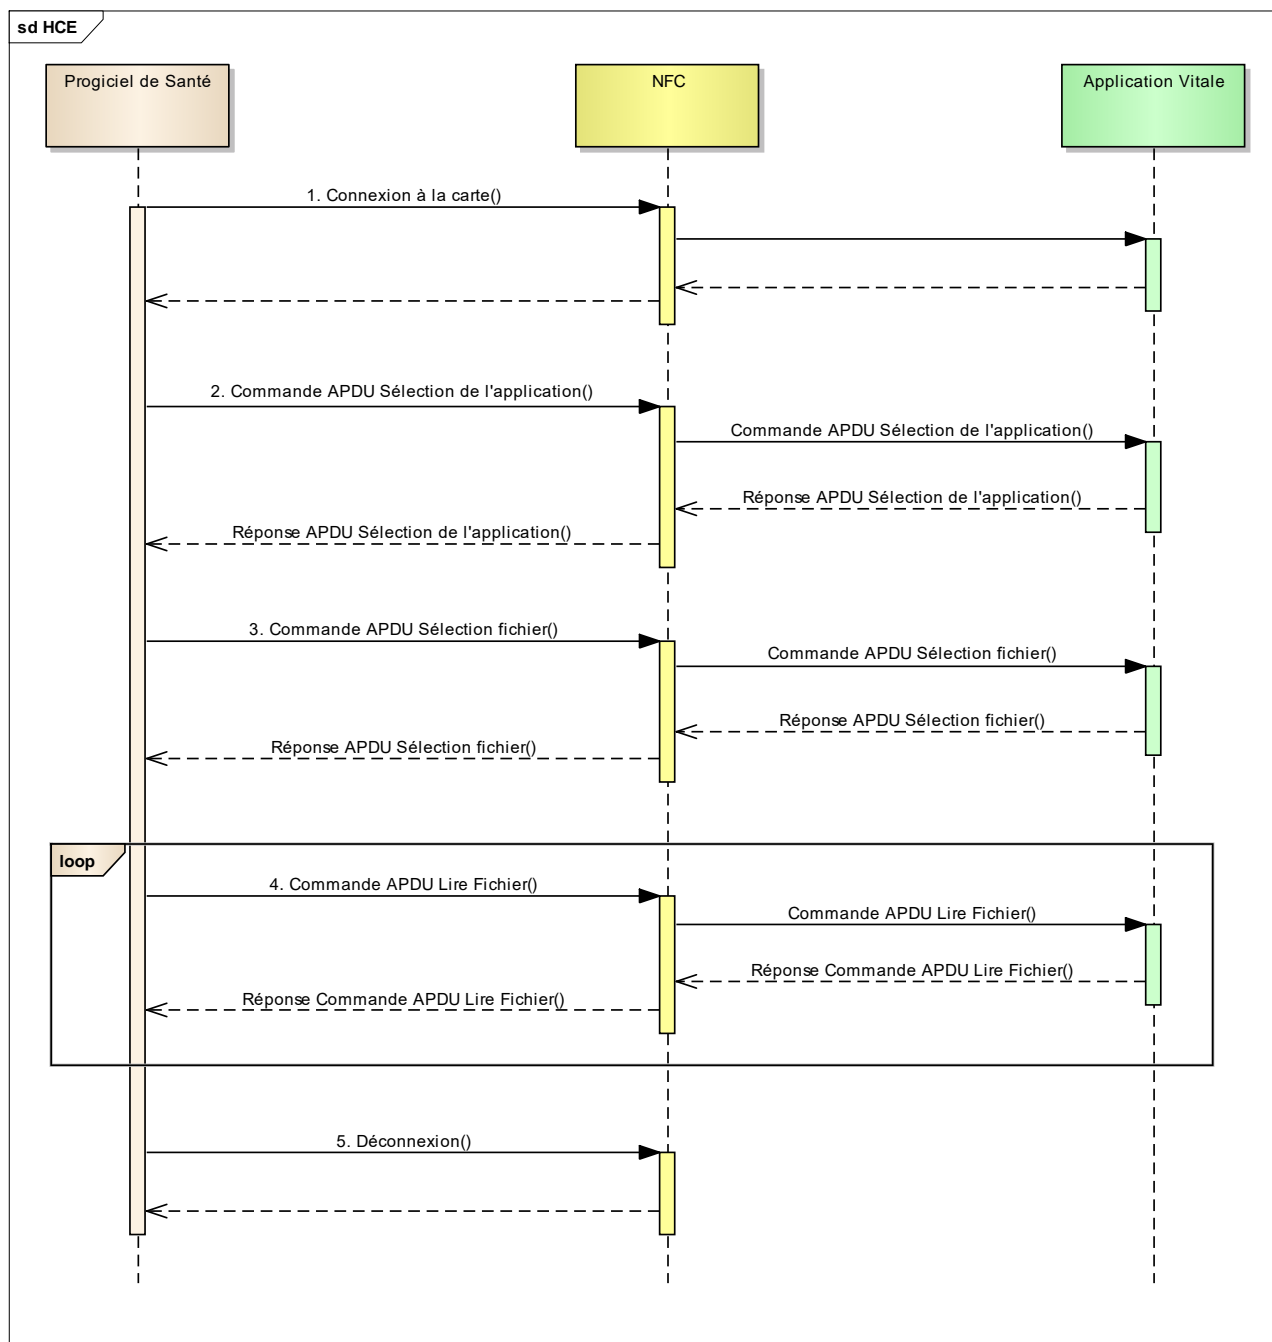 sd HCE
Progiciel de Santé
NFC
Application Vitale
1. Connexion à la carte()
2. Commande APDU Sélection de l'application()
Commande APDU Sélection de l'application()
Réponse APDU Sélection de l'application()
Réponse APDU Sélection de l'application()
3. Commande APDU Sélection fichier()
Commande APDU Sélection fichier()
Réponse APDU Sélection fichier()
Réponse APDU Sélection fichier()
loop
4. Commande APDU Lire Fichier()
Commande APDU Lire Fichier()
Réponse Commande APDU Lire Fichier()
Réponse Commande APDU Lire Fichier()
5. Déconnexion()